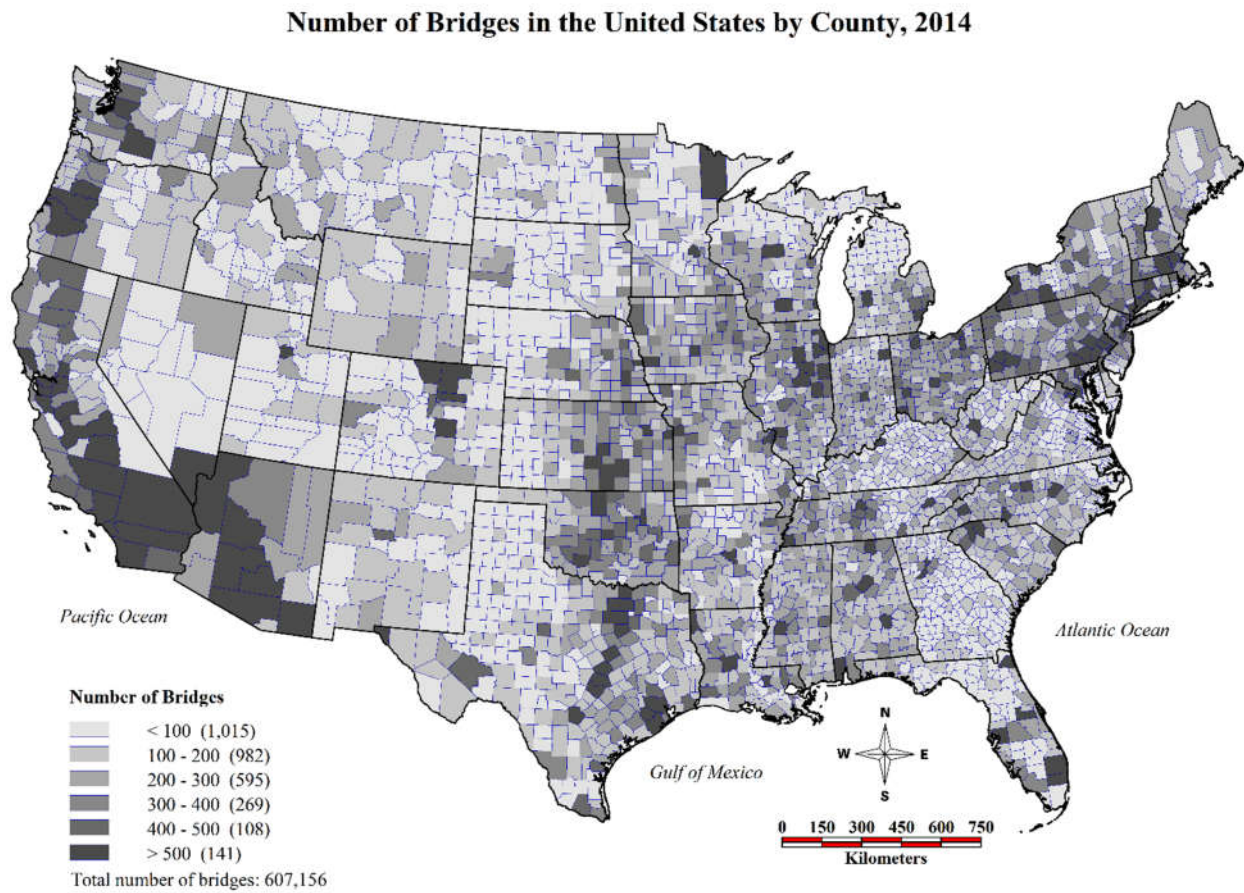 Number of Bridges in the United States by County, 2014
Pacific Ocean
Atlantic Ocean
Gulf of Mexico
N
W E
S
Number of Bridges
< 100 (1,015)
100 - 200 (982)
200 - 300 (595)
300 - 400 (269)
400 - 500 (108)
> 500 (141)
Total number of bridges: 607,156
0 150 300 450 600 750
Kilometers